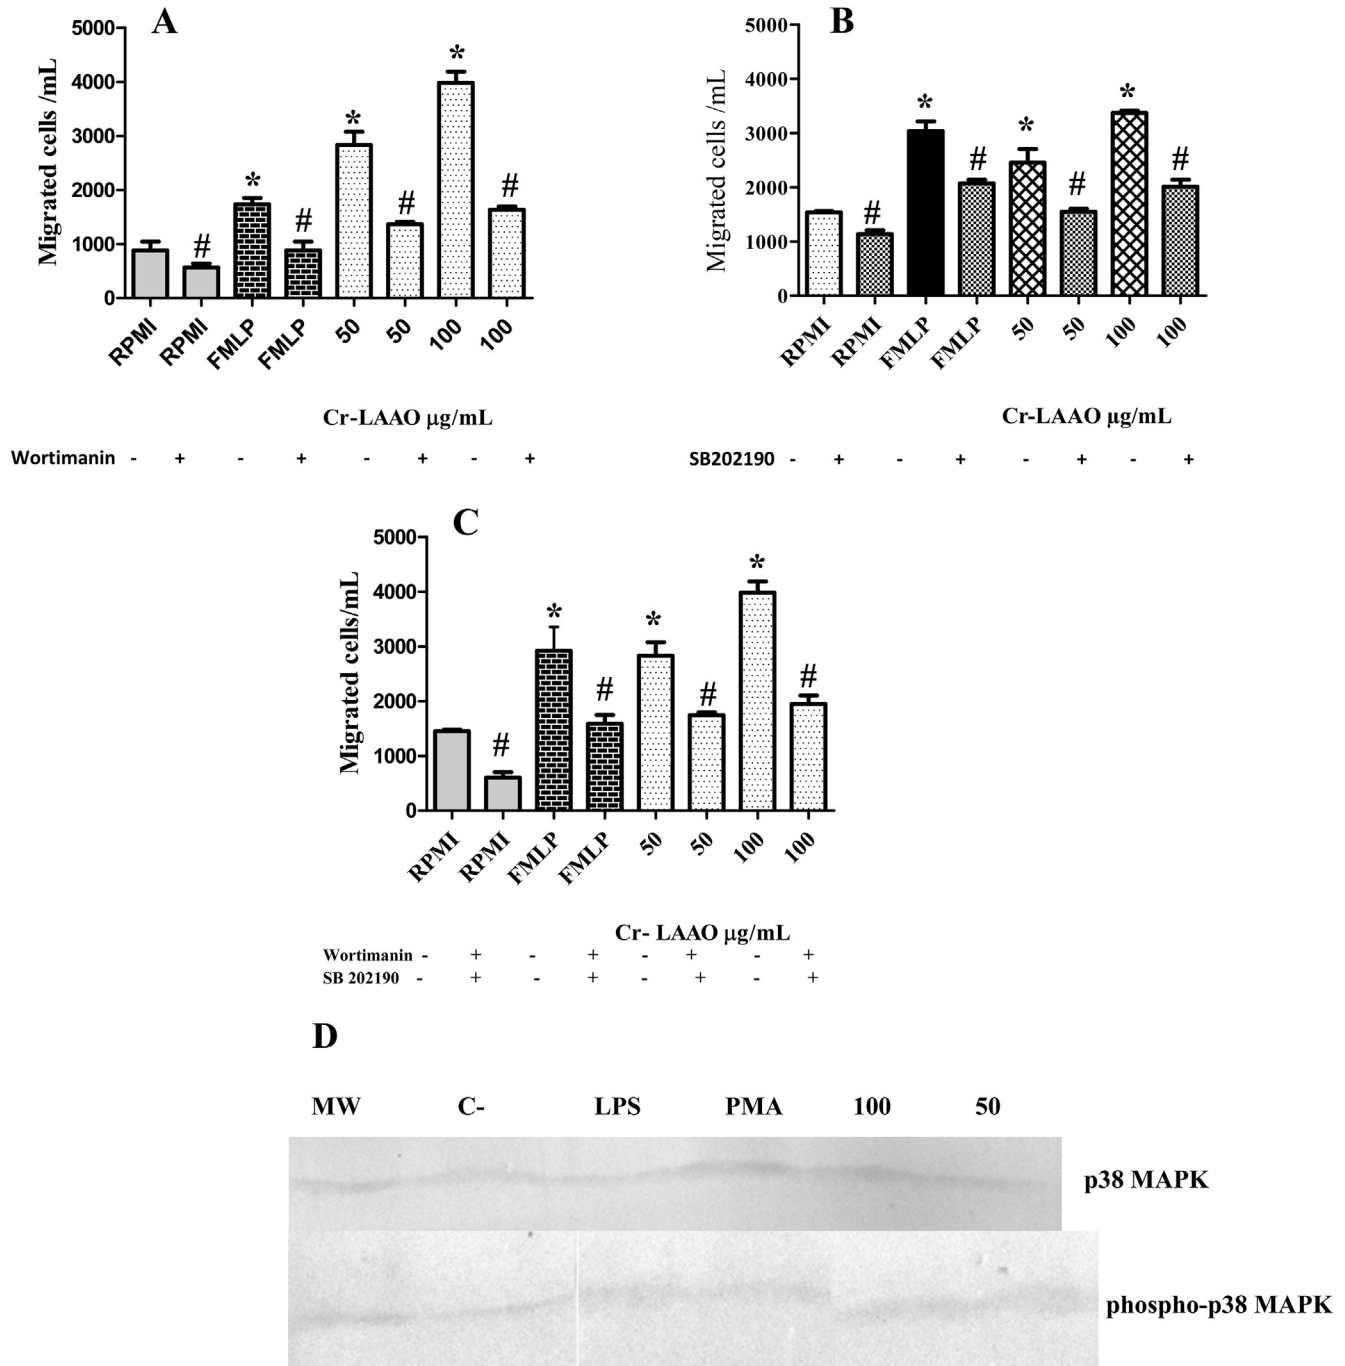 A
5000
4000
3000
2000
1000
0
Migrated cells /mL
*
*
*
#
#
#
#
RPMI RPMI FMLP FMLP 50 50 100 100
Cr-LAAO µg/mL
Wortimanin - + - + - + - +
B
5000
4000
3000
2000
1000
0
Migrated cells /mL
*
*
*
#
#
#
#
RPMI RPMI FMLP FMLP 50 50 100 100
Cr-LAAO µg/mL
SB202190 - + - + - + - +
C
5000
4000
3000
2000
1000
0
Migrated cells/mL
*
*
*
#
#
#
#
RPMI RPMI FMLP FMLP 50 50 100 100
Cr- LAAO µg/mL
Wortimanin - + - + - + - +
SB 202190 - + - + - + - +
D
MW C- LPS PMA 100 50
p38 MAPK
phospho-p38 MAPK